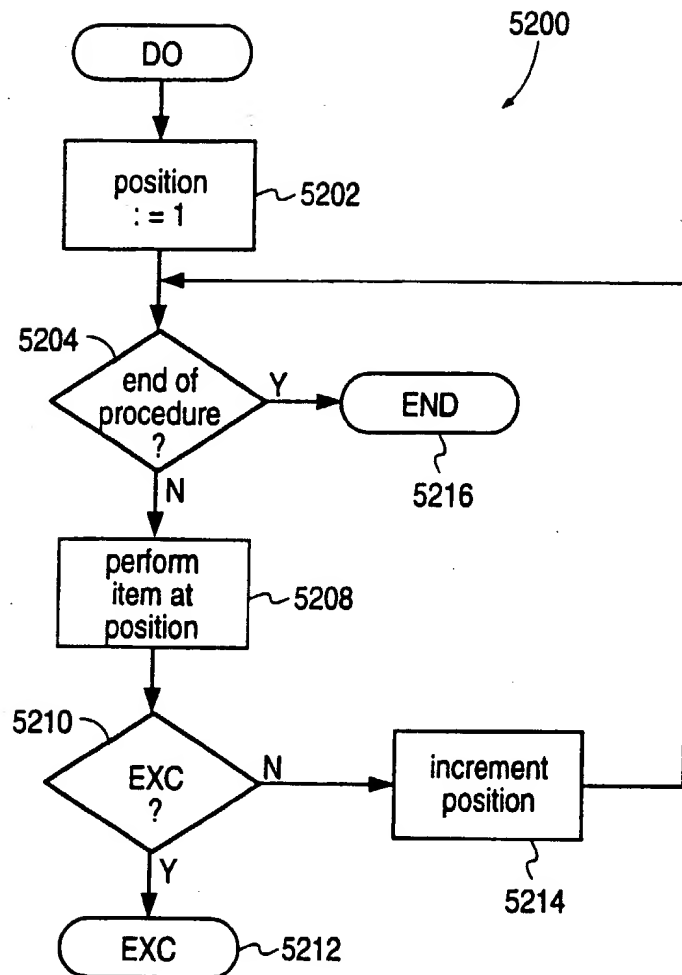 5200
DO
position
: = 1
5202
5204
end of
procedure
?
Y
END
5216
N
perform
item at
position
5208
5210
EXC
?
N
increment
position
5214
Y
EXC
5212